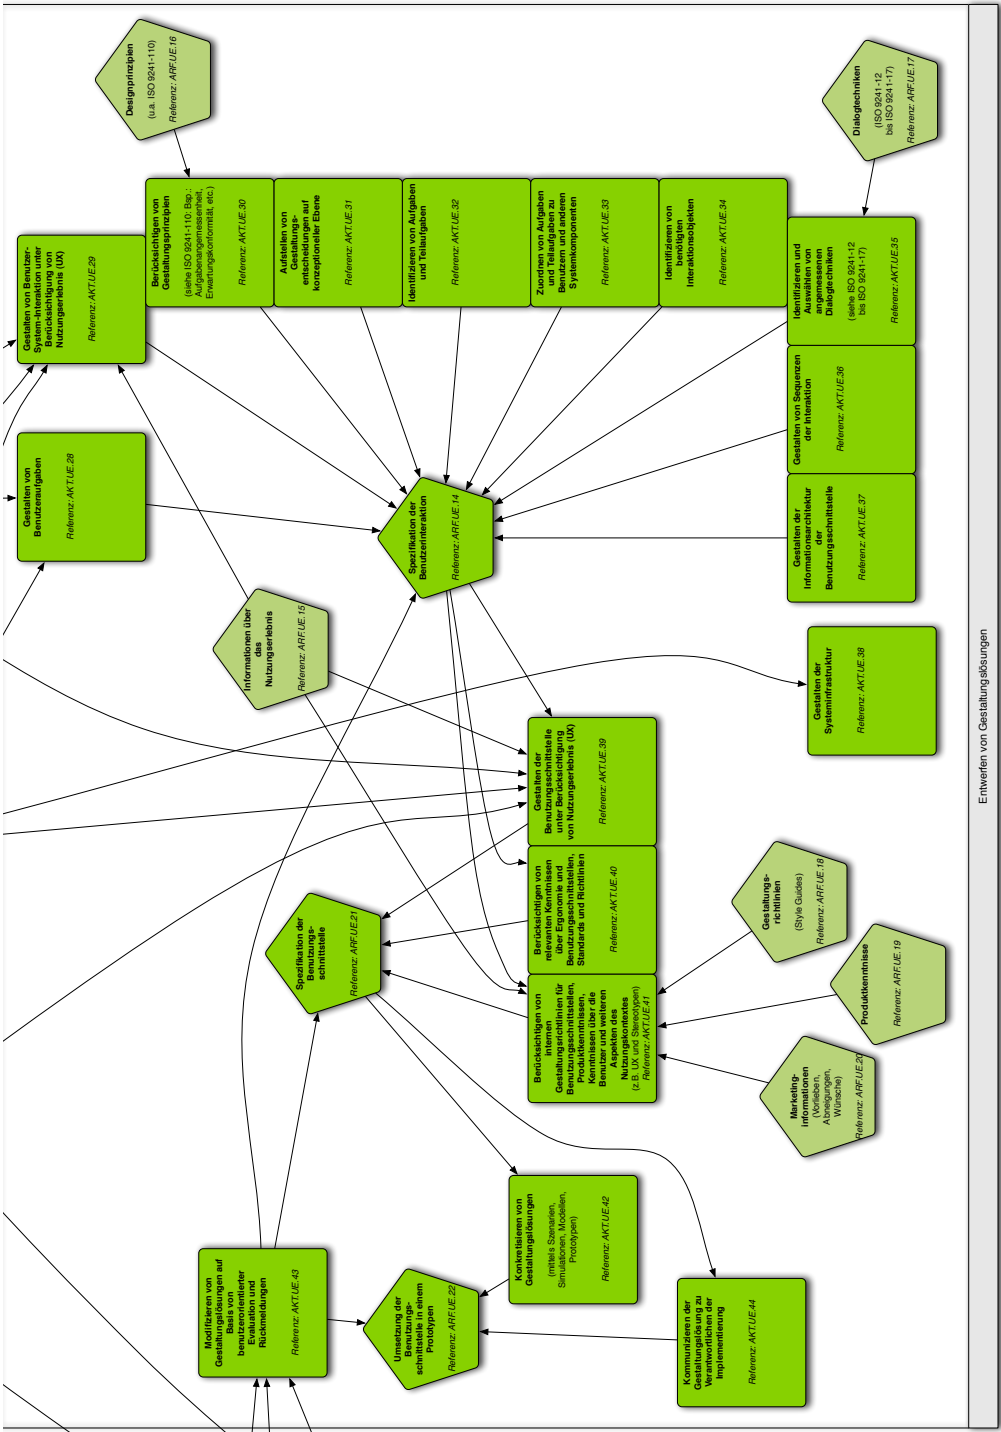 Designprinzipien
(u.a. ISO 9241-110)
Referenz: ARF.UE.16
Dialogtechniken
(ISO 9241-12
bis ISO 9241-17)
Referenz: ARF.UE.17
Gestalten von Benutzer-
System-Interaktion unter
Berücksichtigung von
Nutzungserlebnis (UX)
Referenz: AKT.UE.29
Berücksichtigen von
Gestaltungsprinzipien
(siehe ISO 9241-110: Bsp.:
Aufgabenangemessenheit,
Erwartungskonformität, etc.)
Referenz: AKT.UE.30
Aufstellen von
Gestaltungs-
entscheidungen auf
konzeptioneller Ebene
Referenz: AKT.UE.31
Identifizieren von Aufgaben
und Teilaufgaben
Referenz: AKT.UE.32
Zuordnen von Aufgaben
und Teilaufgaben zu
Benutzern und anderen
Systemkomponenten
Referenz: AKT.UE.33
Identifizieren von
benötigten
Interaktionsobjekten
Referenz: AKT.UE.34
Identifizieren und
Auswählen von
angemessenen
Dialogtechniken
(siehe ISO 9241-12
bis ISO 9241-17)
Referenz: AKT.UE.35
Gestalten von Sequenzen
der Interaktion
Referenz: AKT.UE.36
Gestalten der
Informationsarchitektur
der
Benutzungsschnittstelle
Referenz: AKT.UE.37
Gestalten von
Benutzeraufgaben
Referenz: AKT.UE.28
Spezifikation der
Benutzerinteraktion
Referenz: ARF.UE.14
Informationen über
das
Nutzungserlebnis
Referenz: ARF.UE.15
Gestalten der
Systeminfrastruktur
Referenz: AKT.UE.38
Gestalten der
Benutzungsschnittstelle
unter Berücksichtigung
von Nutzungserlebnis (UX)
Referenz: AKT.UE.39
Berücksichtigen von
relevanten Kenntnissen
über Ergonomie und
Benutzungsschnittstellen,
Standards und Richtlinien
Referenz: AKT.UE.40
Berücksichtigen von
internen
Gestaltungsrichtlinien für
Benutzungsschnittstellen,
Produktkenntnissen,
Kenntnissen über die
Benutzer und weiteren
Aspekten des
Nutzungskontextes
(z.B. UX und Stereotypen)
Referenz: AKT.UE.41
Spezifikation der
Benutzungs-
schnittstelle
Referenz: ARF.UE.21
Gestaltungs-
richtlinien
(Style Guides)
Referenz: ARF.UE.18
Produktkenntnisse
Referenz: ARF.UE.19
Marketing-
informationen
(Vorlieben,
Abneigungen,
Wünsche)
Referenz: ARF.UE.20
Konkretisieren von
Gestaltungslösungen
(mittels Szenarien,
Simulationen, Modellen,
Prototypen)
Referenz: AKT.UE.42
Modifizieren von
Gestaltungslösungen auf
Basis von
benutzerorientierter
Evaluation und
Rückmeldungen
Referenz: AKT.UE.43
Umsetzung der
Benutzungs-
schnittstelle in einem
Prototypen
Referenz: ARF.UE.22
Kommunizieren der
Gestaltungslösung zu
Verantwortlichen der
Implementierung
Referenz: AKT.UE.44
Entwerfen von Gestaltungslösungen